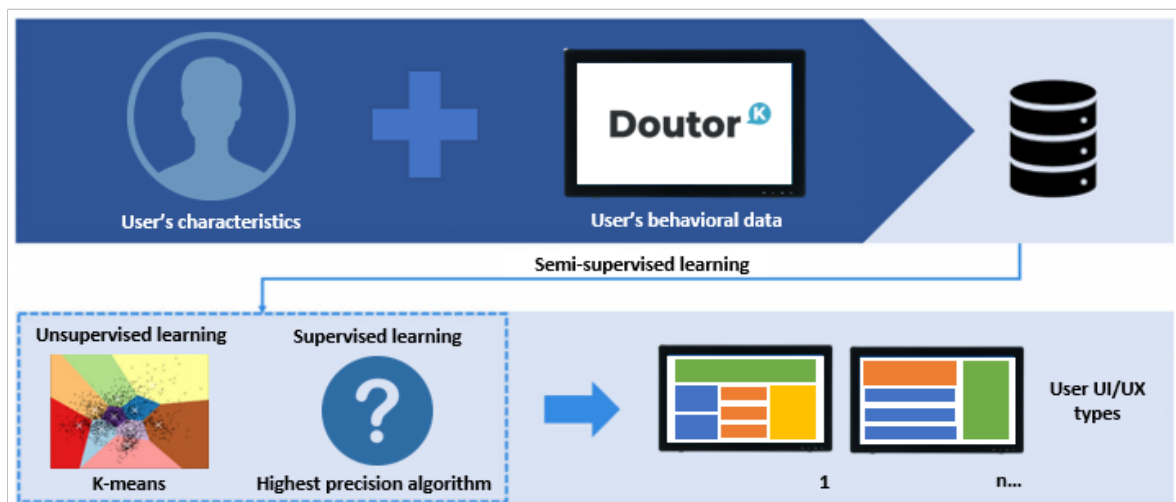 Doutor K
User's characteristics
User's behavioral data
Semi-supervised learning
Unsupervised learning
Supervised learning
?
K-means
Highest precision algorithm
User UI/UX
types
1
n...